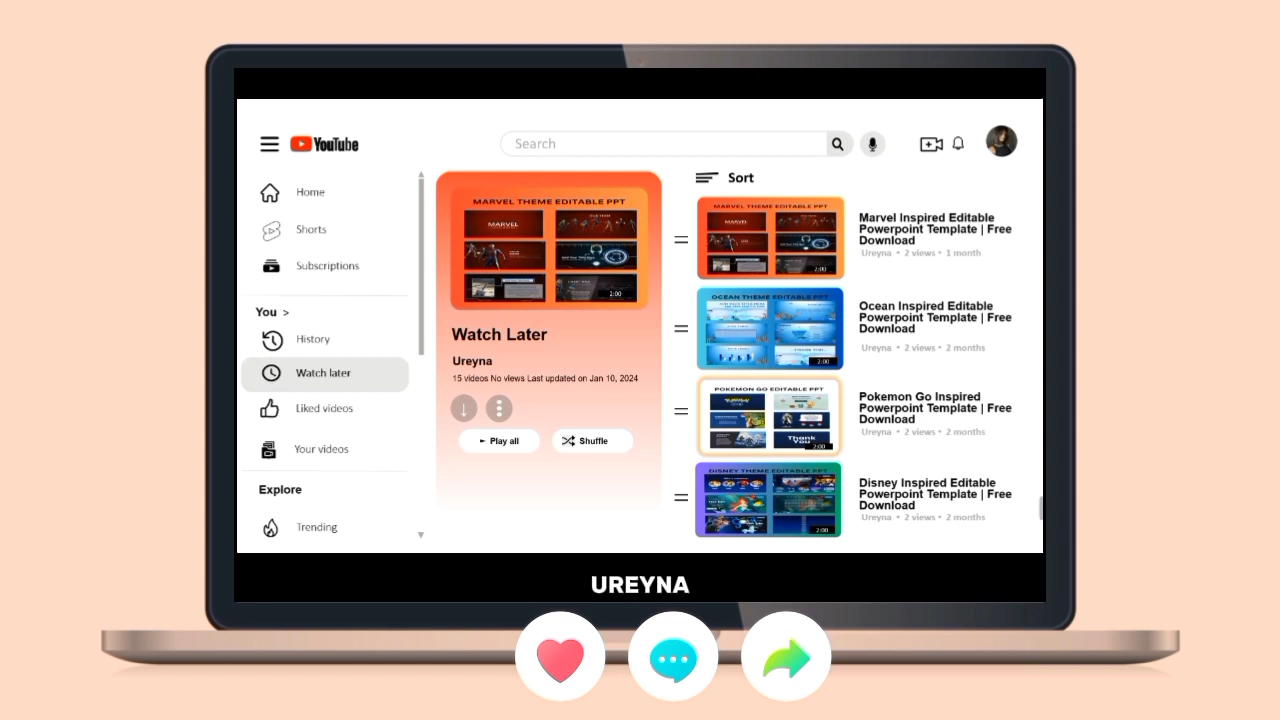 YouTube
Search
Home
Shorts
Subscriptions
You >
History
Watch later
Liked videos
Your videos
Explore
Trending
MARVEL THEME EDITABLE PPT
MARVEL
2:00
Watch Later
Ureyna
15 videos No views Last updated on Jan 10, 2024
Play all
Shuffle
Sort
MARVEL THEME EDITABLE PPT
MARVEL
2:00
Marvel Inspired Editable
Powerpoint Template | Free
Download
Ureyna • 2 views • 1 month
OCEAN THEME EDITABLE PPT
2:00
Ocean Inspired Editable
Powerpoint Template | Free
Download
Ureyna • 2 views • 2 months
POKEMON GO EDITABLE PPT
Thank
You
2:00
Pokemon Go Inspired
Powerpoint Template | Free
Download
Ureyna • 2 views • 2 months
DISNEY THEME EDITABLE PPT
2:00
Disney Inspired Editable
Powerpoint Template | Free
Download
Ureyna • 2 views • 2 months
UREYNA